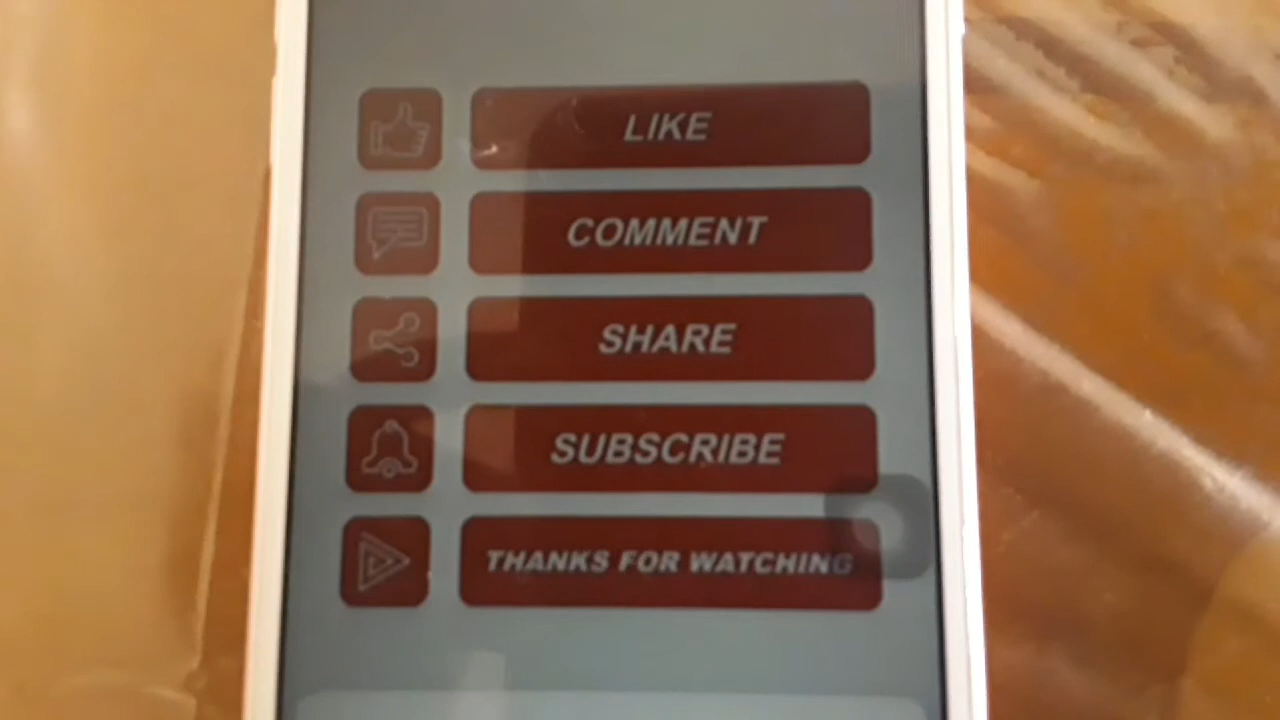 LIKE
COMMENT
SHARE
SUBSCRIBE
THANKS FOR WATCHING